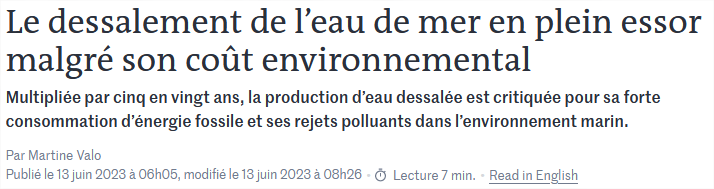 Le dessalement de l’eau de mer en plein essor
malgré son coût environnemental
Multipliée par cinq en vingt ans, la production d’eau dessalée est critiquée pour sa forte
consommation d’énergie fossile et ses rejets polluants dans l’environnement marin.
Par Martine Valo
Publié le 13 juin 2023 à 06h05, modifié le 13 juin 2023 à 08h26 • Lecture 7 min. • Read in English